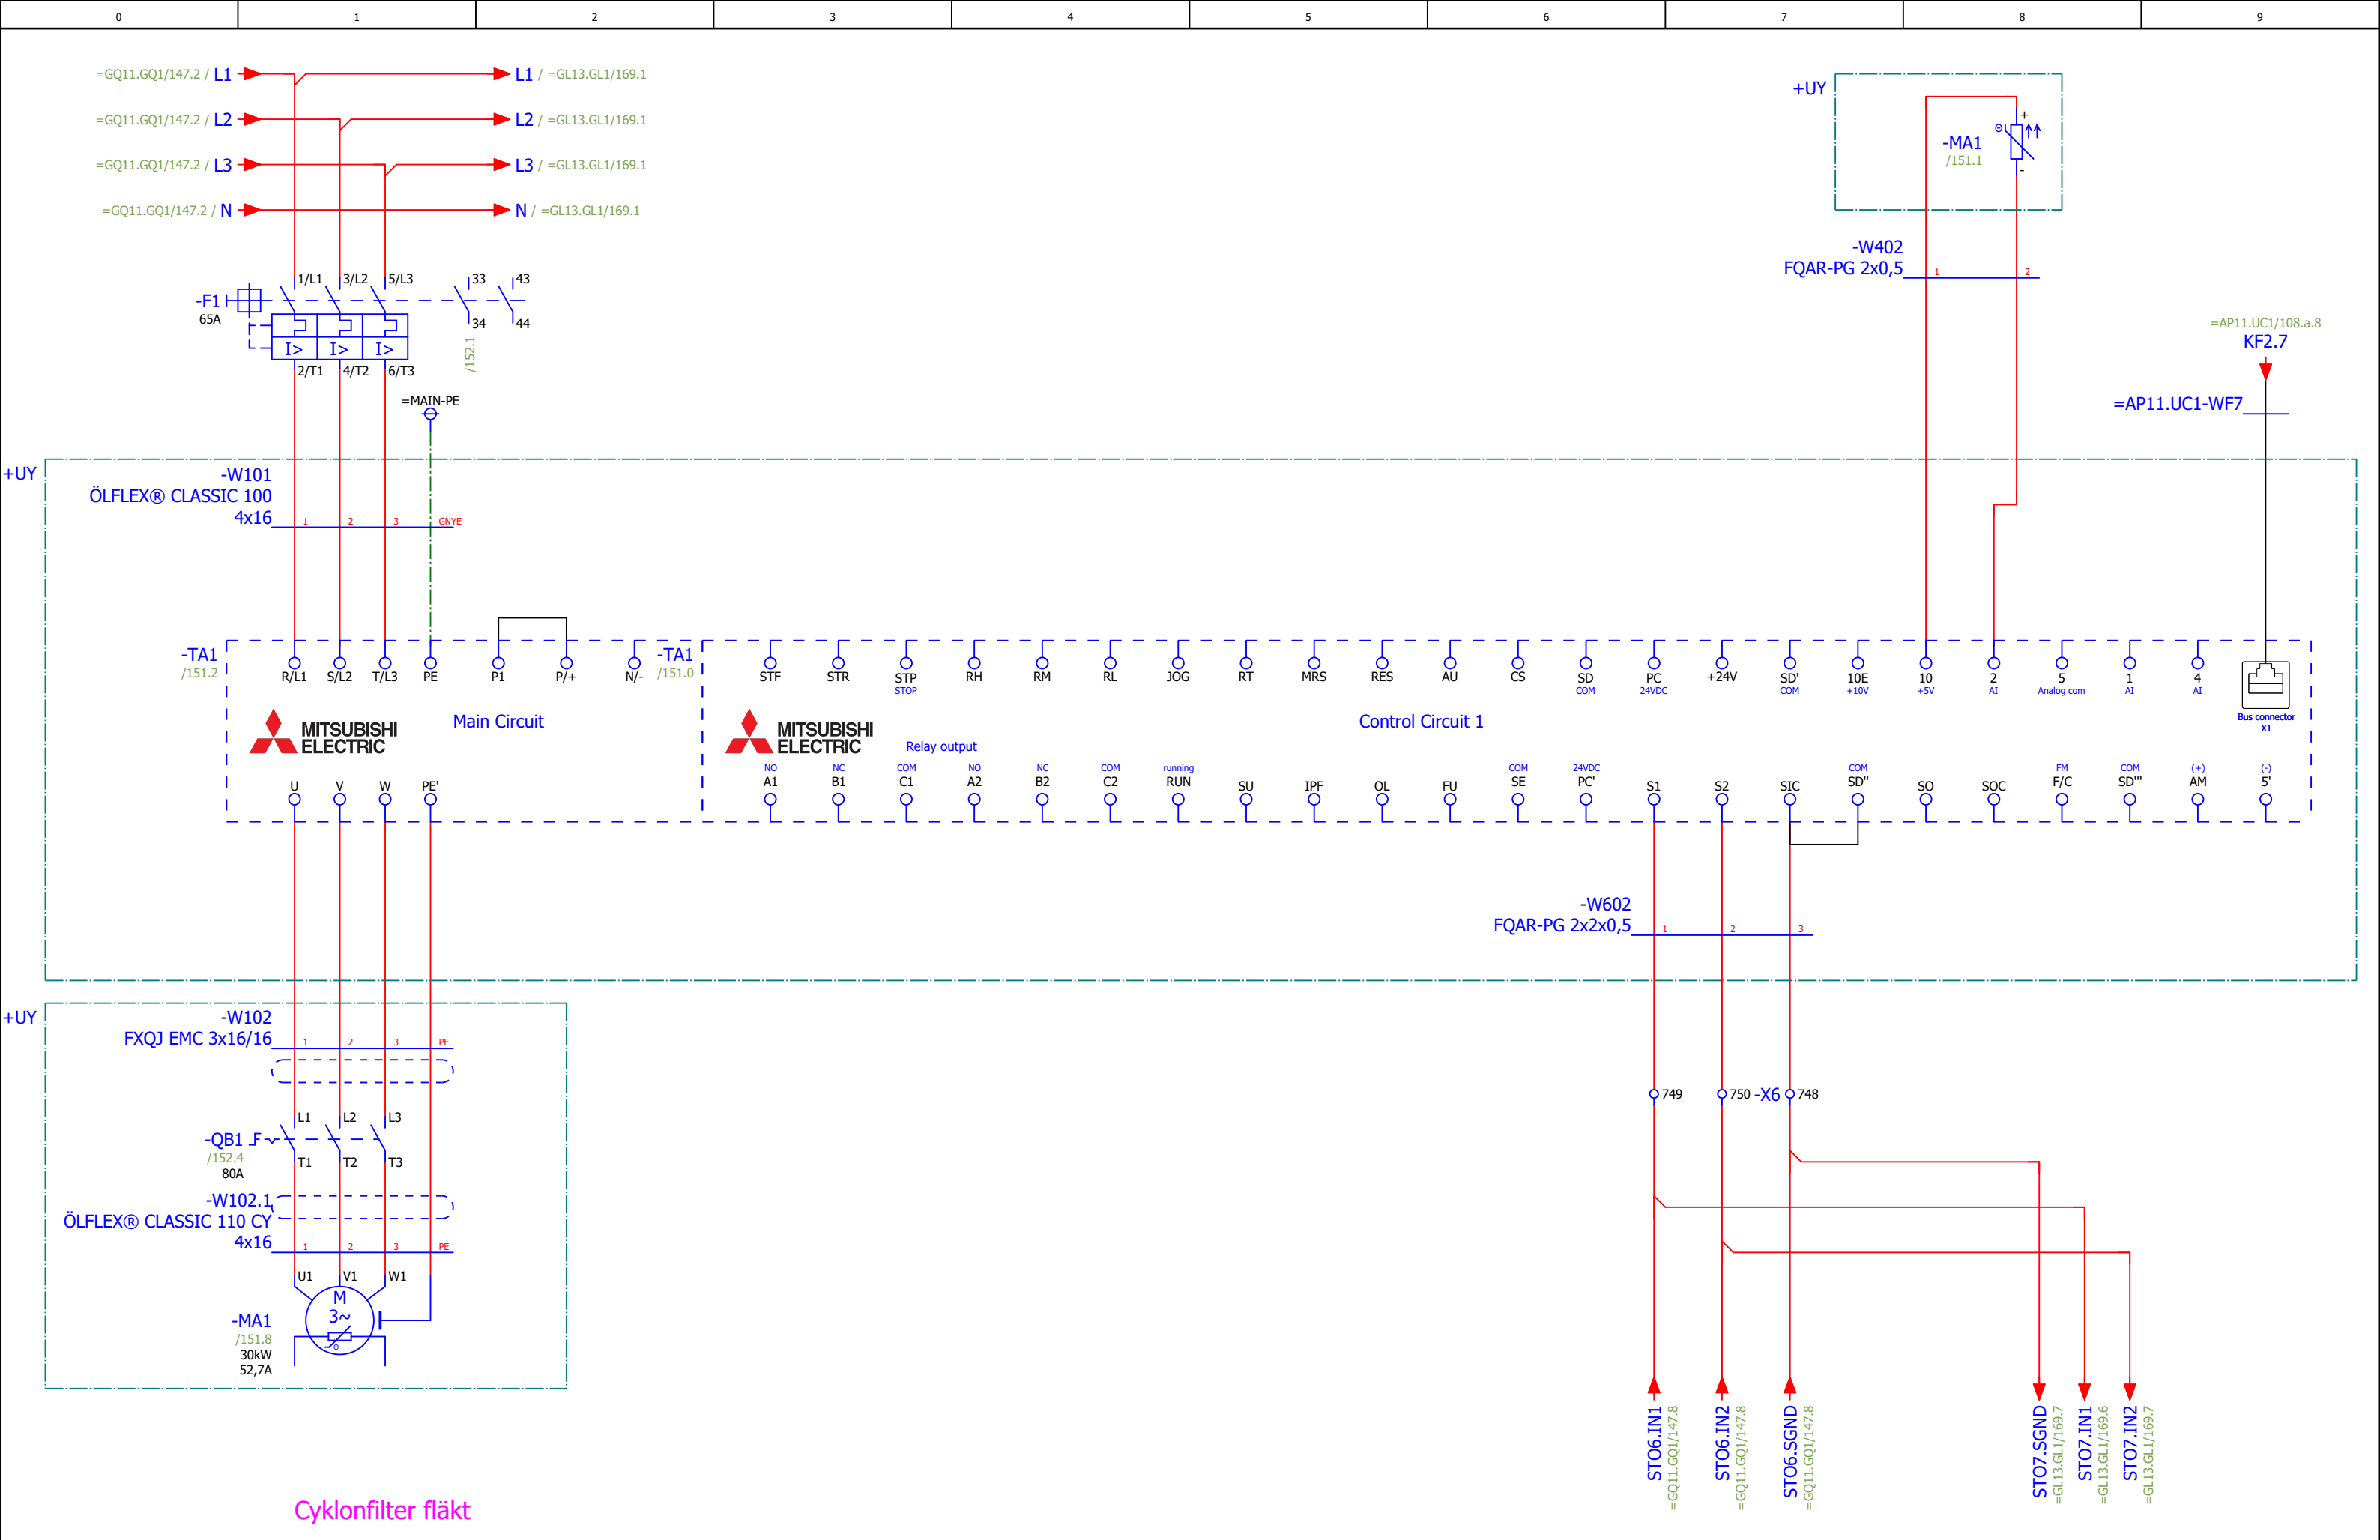 0 1 2 3 4 5 6 7 8 9
=GQ11.GQ1/147.2 / L1 L1 / =GL13.GL1/169.1
=GQ11.GQ1/147.2 / L2 L2 / =GL13.GL1/169.1
=GQ11.GQ1/147.2 / L3 L3 / =GL13.GL1/169.1
=GQ11.GQ1/147.2 / N N / =GL13.GL1/169.1
+UY
-MA1
/151.1
Θ
+
-
-W402
FQAR-PG 2x0,5
1 2
1/L1 3/L2 5/L3 33 43
-F1
65A
34 44
I> I> I>
2/T1 4/T2 6/T3
/152.1
=MAIN-PE
=AP11.UC1/108.a.8
KF2.7
=AP11.UC1-WF7
+UY
-W101
ÖLFLEX® CLASSIC 100
4x16
1 2 3 GNYE
-TA1
/151.2
R/L1 S/L2 T/L3 PE P1 P/+ N/-
-TA1
/151.0
STF STR STP RH RM RL JOG RT MRS RES AU CS SD PC +24V SD' 10E 10 2 5 1 4
STOP COM 24VDC COM +10V +5V AI Analog com AI AI
Bus connector
X1
MITSUBISHI
ELECTRIC
Main Circuit
MITSUBISHI
ELECTRIC
Control Circuit 1
Relay output
NO NC COM NO NC COM running COM 24VDC COM FM COM (+) (-)
U V W PE'
A1 B1 C1 A2 B2 C2 RUN SU IPF OL FU SE PC' S1 S2 SIC SD'' SO SOC F/C SD''' AM 5'
-W602
FQAR-PG 2x2x0,5
1 2 3
+UY
-W102
FXQJ EMC 3x16/16
1 2 3 PE
749 750 -X6 748
L1 L2 L3
-QB1
/152.4
80A
T1 T2 T3
-W102.1
ÖLFLEX® CLASSIC 110 CY
4x16
1 2 3 PE
U1 V1 W1
M
3~
Θ
-MA1
/151.8
30kW
52,7A
STO6.IN1
=GQ11.GQ1/147.8
STO6.IN2
=GQ11.GQ1/147.8
STO6.SGND
=GQ11.GQ1/147.8
STO7.SGND
=GL13.GL1/169.7
STO7.IN1
=GL13.GL1/169.6
STO7.IN2
=GL13.GL1/169.7
Cyklonfilter fläkt